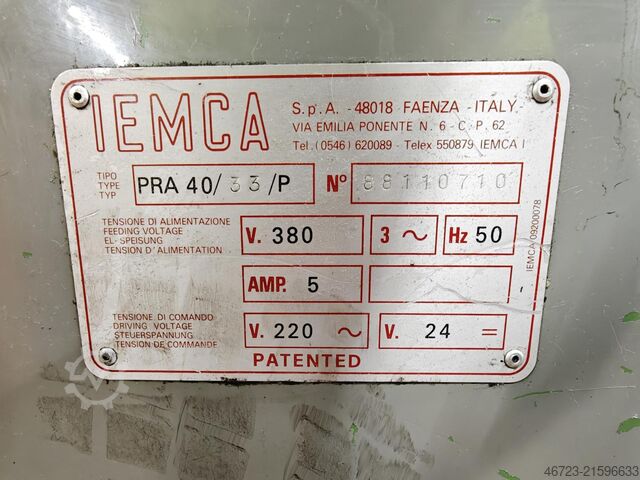 IEMCA
S.p.A. -48018 FAENZA -ITALY-
VIA EMILIA PONENTE N. 6 - C. P. 62
Tel. (0546) 620089 - Telex 550879 IEMCA I
TIPO
TYPE
TYP
PRA 40/33/P
N° 88110710
TENSIONE DI ALIMENTAZIONE
FEEDING VOLTAGE
EL.-SPEISUNG
TENSION D'ALIMENTATION
V. 380
3 ~
Hz 50
AMP. 5
TENSIONE DI COMANDO
DRIVING VOLTAGE
STEUERSPANNUNG
TENSION DE COMMANDE
V. 220 ~
V. 24 =
PATENTED
IEMCA/09200078
46723-21596633